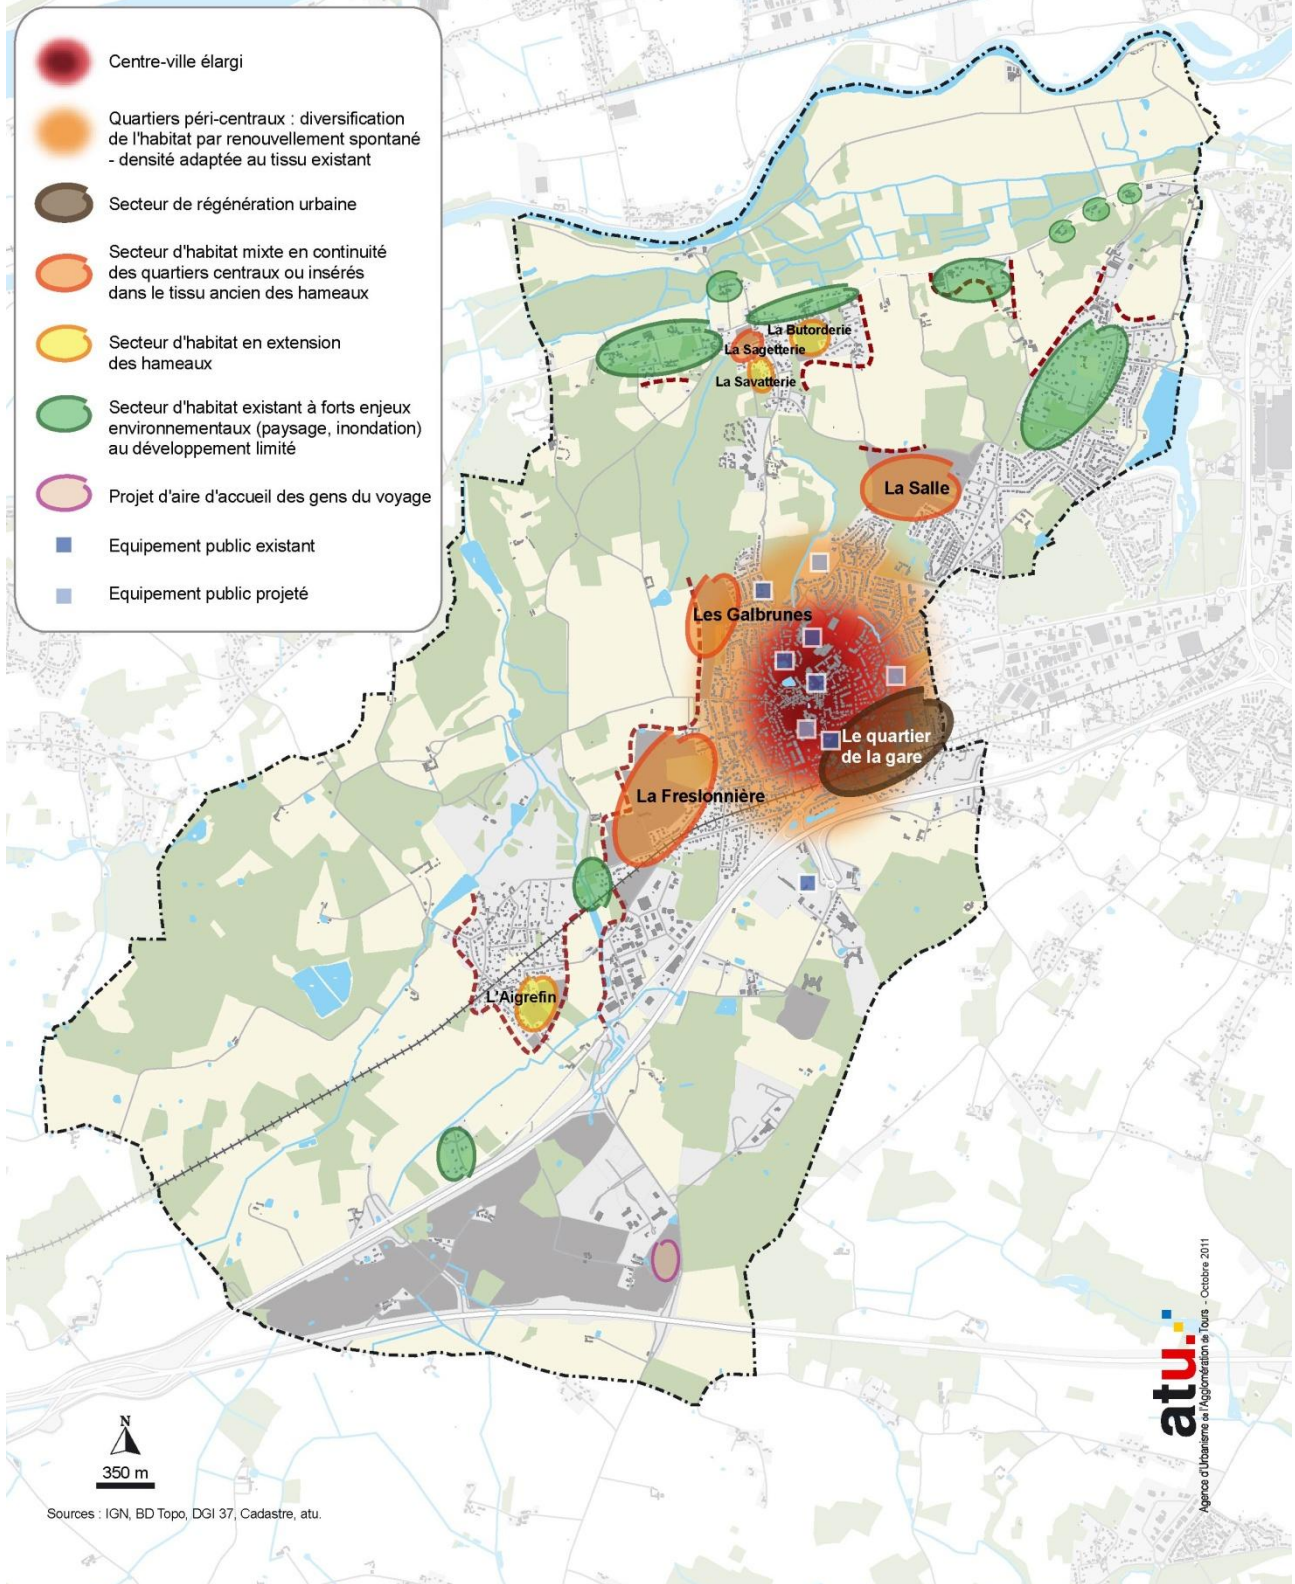 Centre-ville élargi
Quartiers péri-centraux : diversification
de l'habitat par renouvellement spontané
- densité adaptée au tissu existant
Secteur de régénération urbaine
Secteur d'habitat mixte en continuité
des quartiers centraux ou insérés
dans le tissu ancien des hameaux
Secteur d'habitat en extension
des hameaux
Secteur d'habitat existant à forts enjeux
environnementaux (paysage, inondation)
au développement limité
Projet d'aire d'accueil des gens du voyage
Equipement public existant
Equipement public projeté
La Butorderie
La Sagetterie
La Savatterie
La Salle
Les Galbrunes
Le quartier
de la gare
La Freslonnière
L'Aigrefin
N
350 m
Sources : IGN, BD Topo, DGI 37, Cadastre, atu.
atu.
Agence d'Urbanisme de l'Agglomération de Tours - Octobre 2011